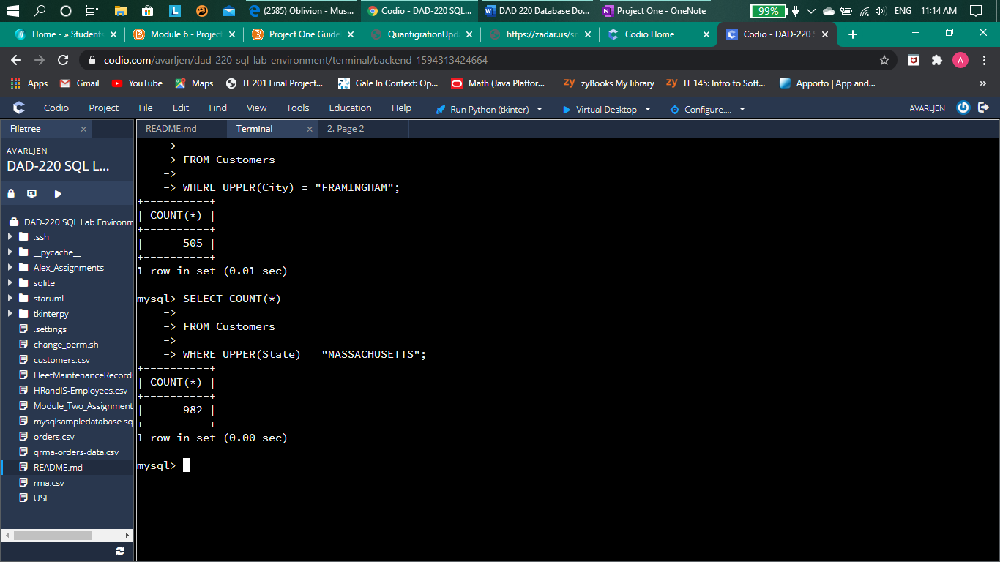 (2585) Oblivion - Mus...
Codio - DAD-220 SQL...
DAD 220 Database Do...
Project One - OneNote
99%
ENG
11:14 AM
Home - » Students
Module 6 - Project
Project One Guide
QuantigrationUpd
https://zadar.us/sn
Codio Home
Codio - DAD-220 S
codio.com/avarljen/dad-220-sql-lab-environment/terminal/backend-1594313424664
A
Apps
Gmail
YouTube
Maps
IT 201 Final Project...
Gale In Context: Op...
Math (Java Platform...
zyBooks My library
IT 145: Intro to Soft...
Apporto | App and...
»
Codio
Project
File
Edit
Find
View
Tools
Education
Help
Run Python (tkinter)
Virtual Desktop
Configure....
AVARLJEN
Filetree
README.md
Terminal
2. Page 2
AVARLJEN
DAD-220 SQL L...
DAD-220 SQL Lab Environm
.ssh
__pycache__
Alex_Assignments
sqlite
staruml
tkinterpy
.settings
change_perm.sh
customers.csv
FleetMaintenanceRecords
HRandIS-Employees.csv
Module_Two_Assignment
mysqlsampledatabase.sq
orders.csv
qrma-orders-data.csv
README.md
rma.csv
USE
->
-> FROM Customers
->
-> WHERE UPPER(City) = "FRAMINGHAM";
+----------+
| COUNT(*) |
+----------+
|      505 |
+----------+
1 row in set (0.01 sec)
mysql> SELECT COUNT(*)
->
-> FROM Customers
->
-> WHERE UPPER(State) = "MASSACHUSETTS";
+----------+
| COUNT(*) |
+----------+
|      982 |
+----------+
1 row in set (0.00 sec)
mysql>